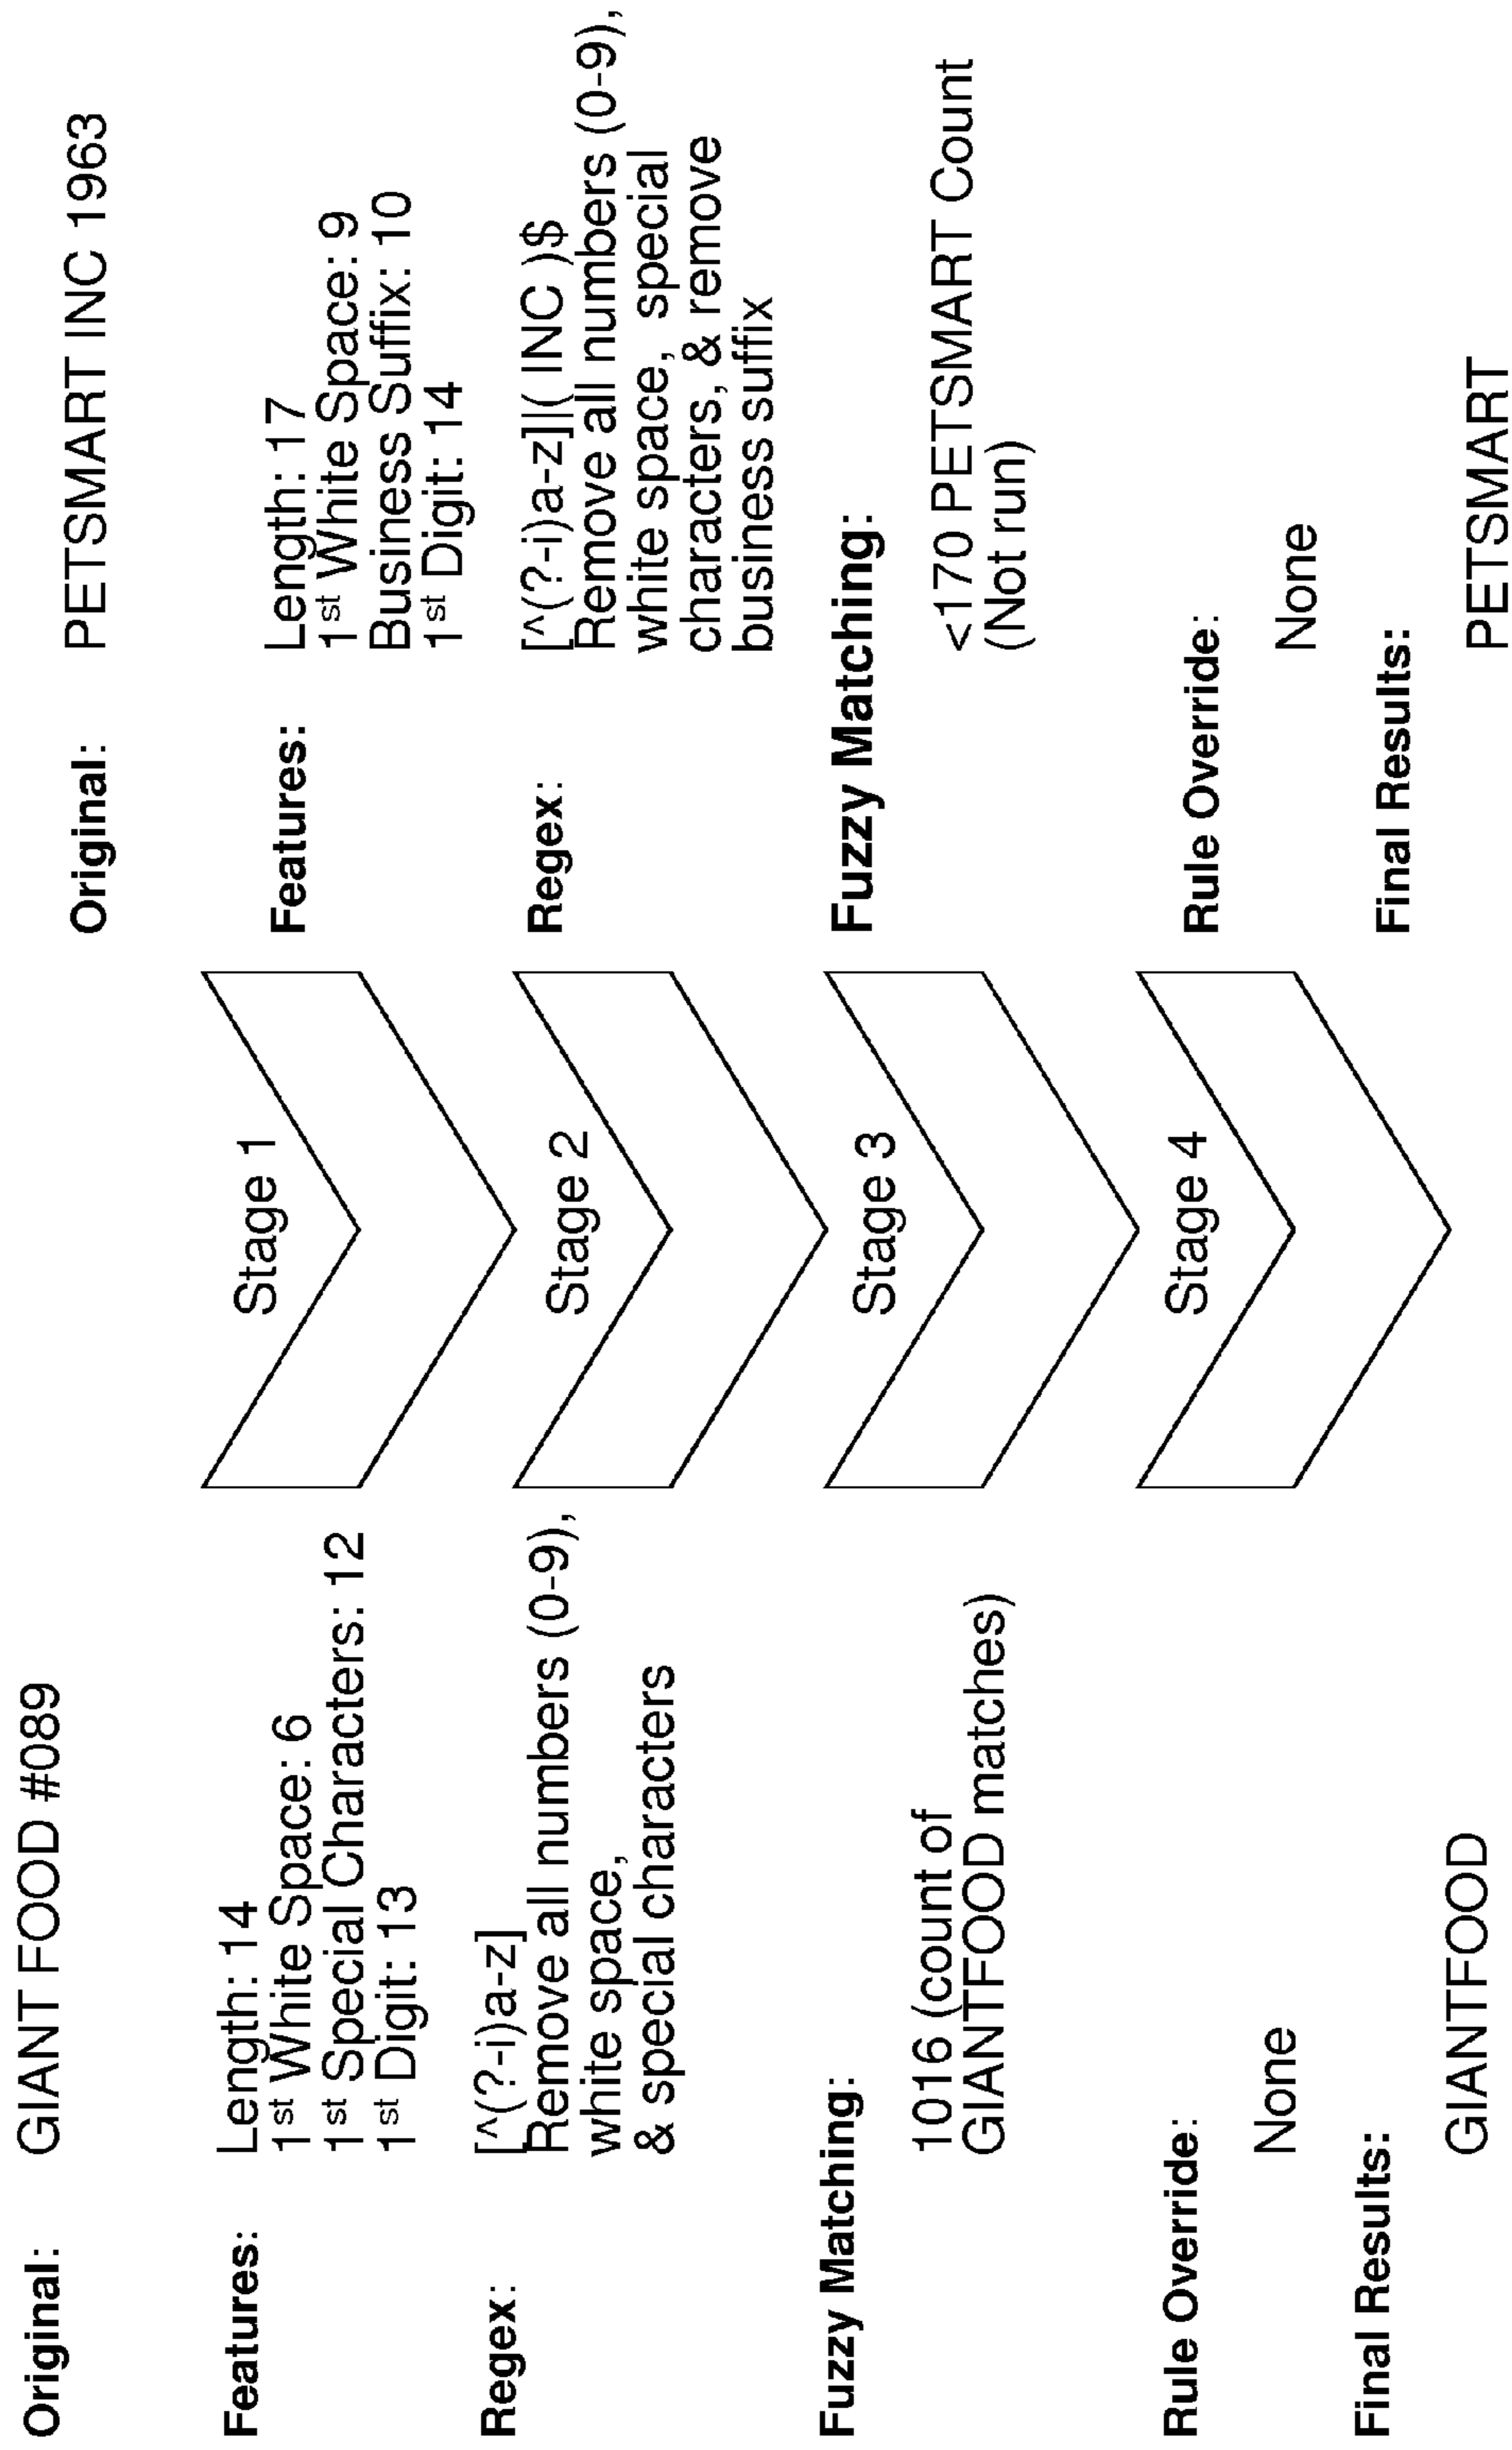 Original: GIANT FOOD #089
Features:
Length: 14
1st White Space: 6
1st Special Characters: 12
1st Digit: 13
Regex:
[^(?-i)a-z]
Remove all numbers (0-9),
white space,
& special characters
Fuzzy Matching:
1016 (count of
GIANTFOOD matches)
Rule Override:
None
Final Results:
GIANTFOOD
Stage 1
Stage 2
Stage 3
Stage 4
Original: PETSMART INC 1963
Features:
Length: 17
1st White Space: 9
Business Suffix: 10
1st Digit: 14
Regex:
[^(?-i)a-z]|( INC )$
Remove all numbers (0-9),
white space, special
characters, & remove
business suffix
Fuzzy Matching:
<170 PETSMART Count
(Not run)
Rule Override:
None
Final Results:
PETSMART